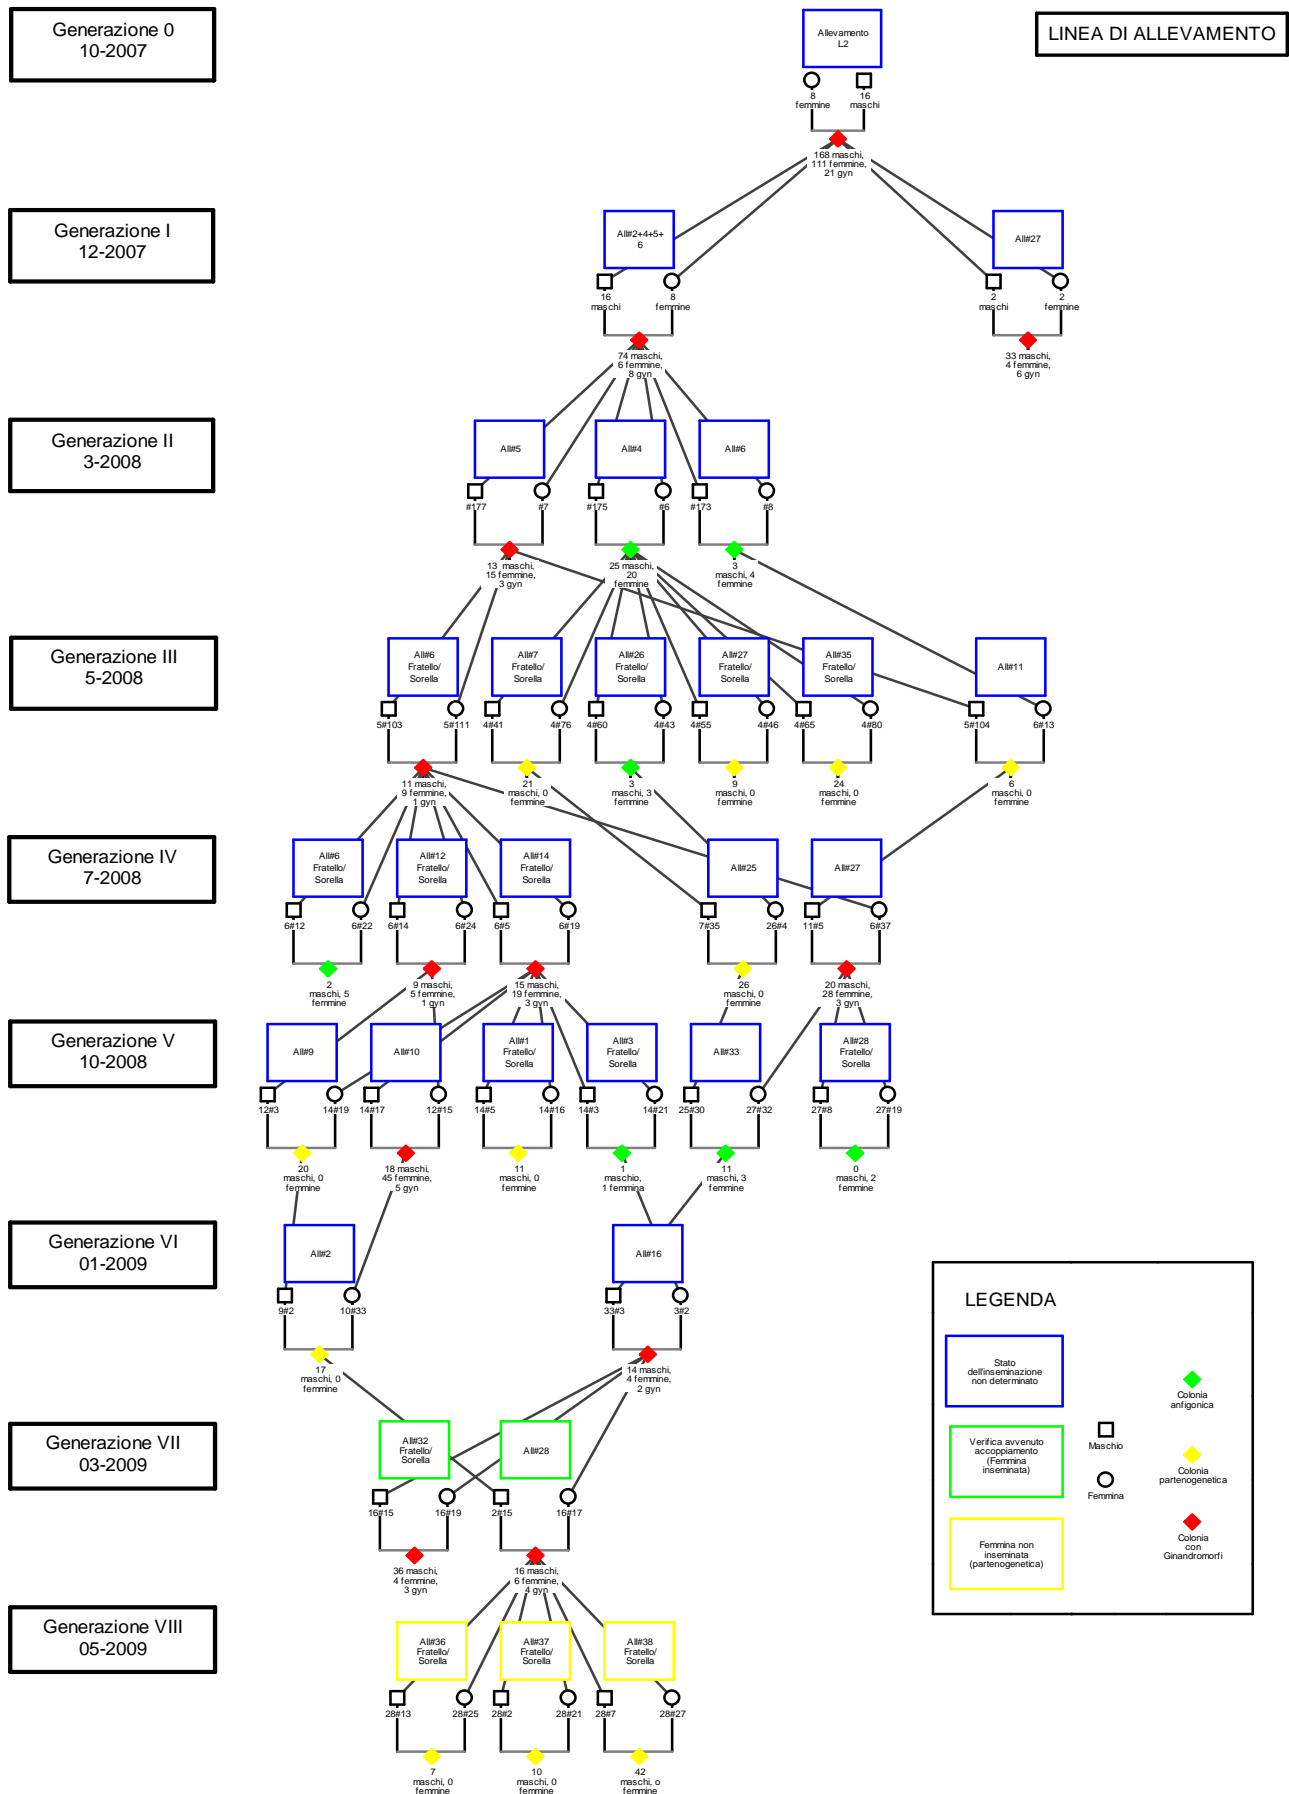 Generazione 0
10-2007
Allevamento
L2
LINEA DI ALLEVAMENTO
8
femmine
16
maschi
168 maschi,
111 femmine,
21 gyn
Generazione I
12-2007
All#2+4+5+
6
All#27
16
maschi
8
femmine
2
maschi
2
femmine
74 maschi,
6 femmine,
8 gyn
33 maschi,
4 femmine,
6 gyn
Generazione II
3-2008
All#5
All#4
All#6
#177
#7
#175
#6
#173
#8
13 maschi,
15 femmine,
3 gyn
25 maschi,
20
femmine
3
maschi, 4
femmine
Generazione III
5-2008
All#6
Fratello/
Sorella
All#7
Fratello/
Sorella
All#26
Fratello/
Sorella
All#27
Fratello/
Sorella
All#35
Fratello/
Sorella
All#11
5#103
5#111
4#41
4#76
4#60
4#43
4#55
4#46
4#65
4#80
5#104
6#13
11 maschi,
9 femmine,
1 gyn
21
maschi, 0
femmine
3
maschi, 3
femmine
9
maschi, 0
femmine
24
maschi, 0
femmine
6
maschi, 0
femmine
Generazione IV
7-2008
All#6
Fratello/
Sorella
All#12
Fratello/
Sorella
All#14
Fratello/
Sorella
All#25
All#27
6#12
6#22
6#14
6#24
6#5
6#19
7#35
26#4
11#5
6#37
2
maschi, 5
femmine
9 maschi,
5 femmine,
1 gyn
15 maschi,
19 femmine,
3 gyn
26
maschi, 0
femmine
20 maschi,
28 femmine,
3 gyn
Generazione V
10-2008
All#9
All#10
All#1
Fratello/
Sorella
All#3
Fratello/
Sorella
All#33
All#28
Fratello/
Sorella
12#3
14#19
14#17
12#15
14#5
14#16
14#3
14#21
25#30
27#32
27#8
27#19
20
maschi, 0
femmine
18 maschi,
45 femmine,
5 gyn
11
maschi, 0
femmine
1
maschio,
1 femmina
11
maschi, 3
femmine
0
maschi, 2
femmine
Generazione VI
01-2009
All#2
All#16
9#2
10#33
33#3
3#2
17
maschi, 0
femmine
14 maschi,
4 femmine,
2 gyn
Generazione VII
03-2009
All#32
Fratello/
Sorella
All#28
16#15
16#19
2#15
16#17
36 maschi,
4 femmine,
3 gyn
16 maschi,
6 femmine,
4 gyn
Generazione VIII
05-2009
All#36
Fratello/
Sorella
All#37
Fratello/
Sorella
All#38
Fratello/
Sorella
28#13
28#25
28#2
28#21
28#7
28#27
7
maschi, 0
femmine
10
maschi, 0
femmine
42
maschi, o
femmine
LEGENDA
Stato
dell'inseminazione
non determinato
Verifica avvenuto
accoppiamento
(Femmina
inseminata)
Femmina non
inseminata
(partenogenetica)
Maschio
Femmina
Colonia
anfigonica
Colonia
partenogenetica
Colonia
con
Ginandromorfi